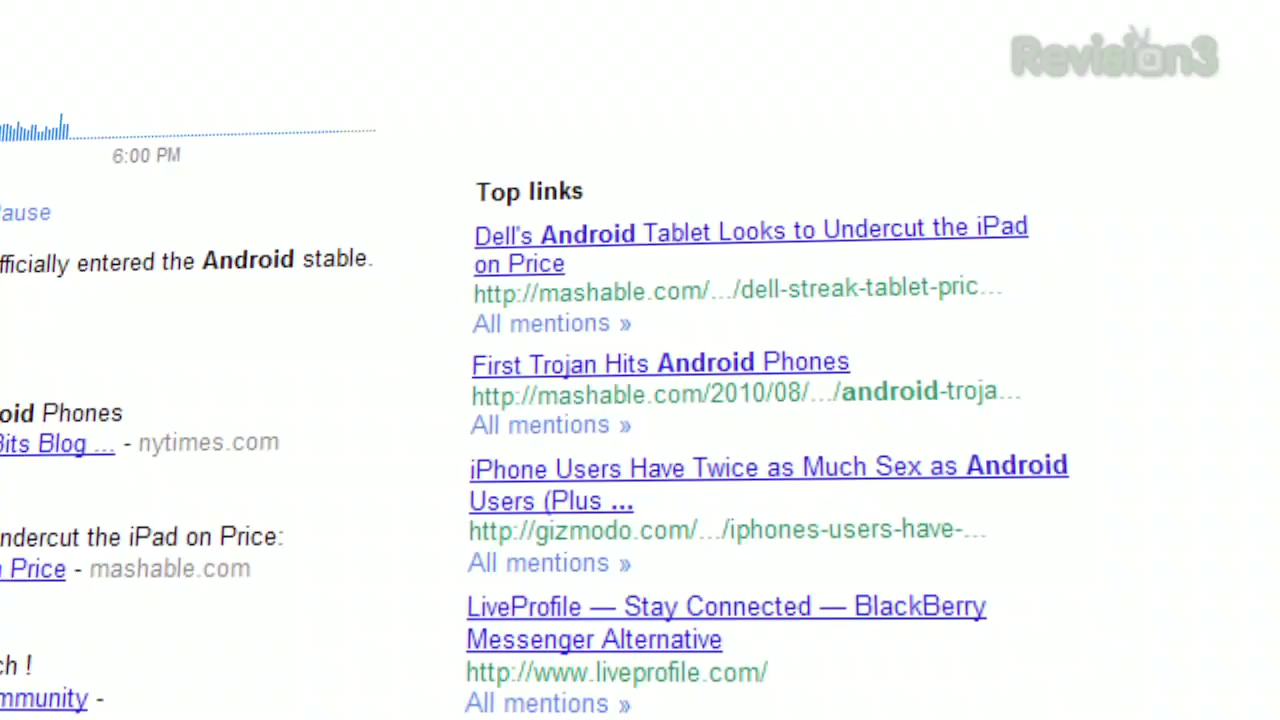 Revision3
6:00 PM
ause
fficially entered the Android stable.
oid Phones
Bits Blog ... - nytimes.com
ndercut the iPad on Price:
Price - mashable.com
ch !
mmunity -
Top links
Dell's Android Tablet Looks to Undercut the iPad
on Price
http://mashable.com/.../dell-streak-tablet-pric...
All mentions »
First Trojan Hits Android Phones
http://mashable.com/2010/08/.../android-troja...
All mentions »
iPhone Users Have Twice as Much Sex as Android
Users (Plus ...
http://gizmodo.com/.../iphones-users-have-...
All mentions »
LiveProfile — Stay Connected — BlackBerry
Messenger Alternative
http://www.liveprofile.com/
All mentions »